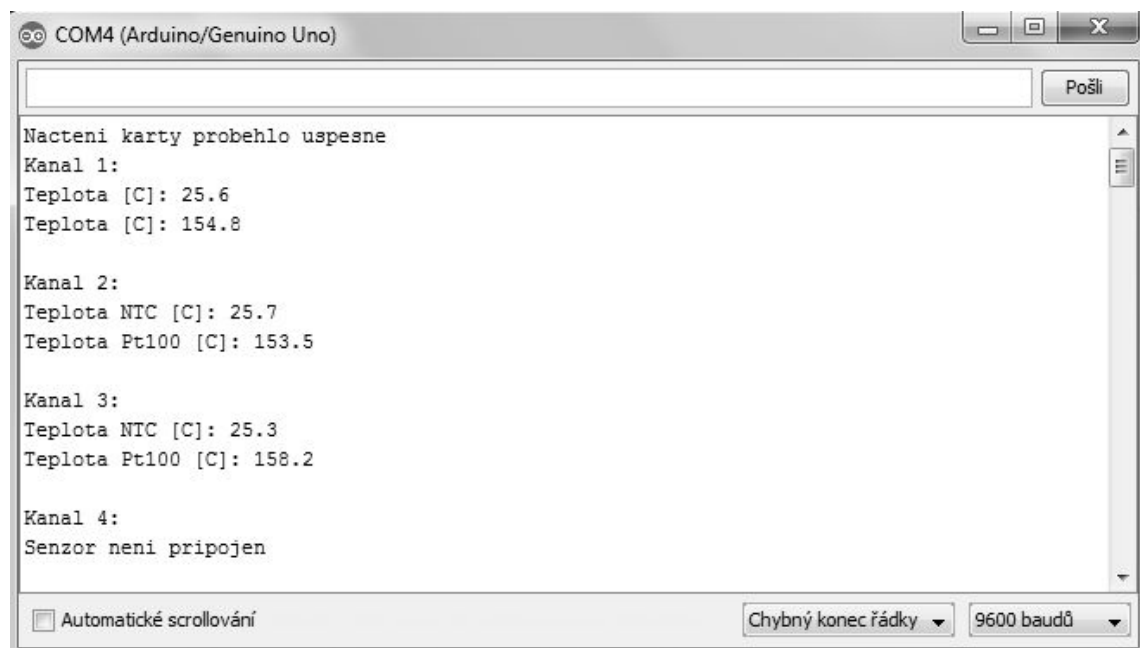 COM4 (Arduino/Genuino Uno)
Pošli
Nacteni karty probehlo uspesne
Kanal 1:
Teplota [C]: 25.6
Teplota [C]: 154.8
Kanal 2:
Teplota NTC [C]: 25.7
Teplota Pt100 [C]: 153.5
Kanal 3:
Teplota NTC [C]: 25.3
Teplota Pt100 [C]: 158.2
Kanal 4:
Senzor neni pripojen
Automatické scrollování
Chybný konec řádky
9600 baudů